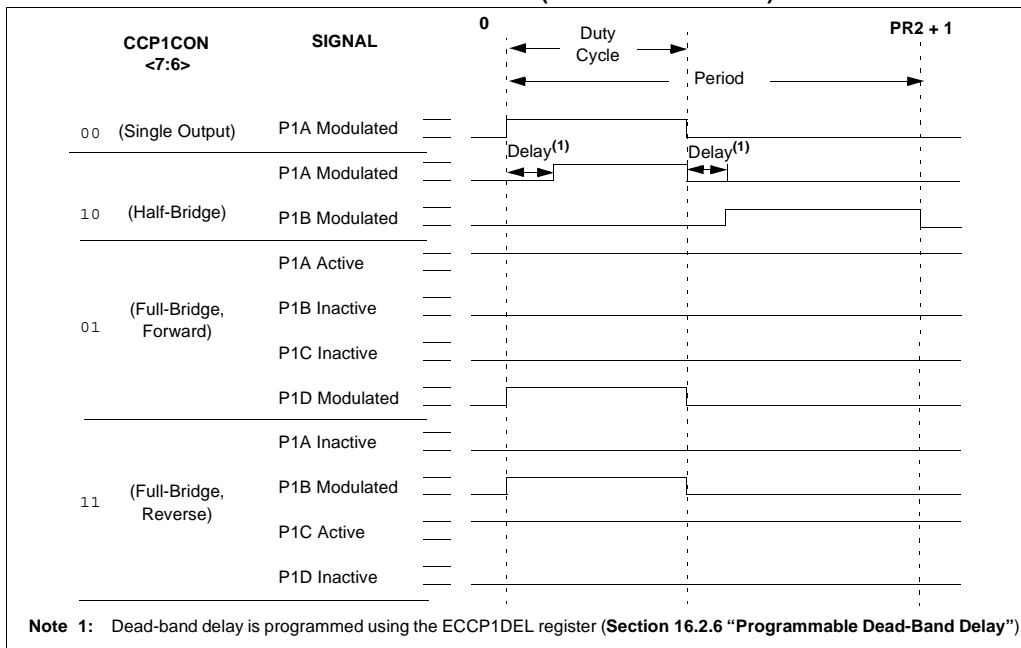 0
Duty
Cycle
PR2 + 1
CCP1CON
<7:6>
SIGNAL
Period
00 (Single Output) P1A Modulated
Delay(1) Delay(1)
P1A Modulated
10 (Half-Bridge) P1B Modulated
P1A Active
01 (Full-Bridge,
Forward)
P1B Inactive
P1C Inactive
P1D Modulated
P1A Inactive
11 (Full-Bridge,
Reverse)
P1B Modulated
P1C Active
P1D Inactive
Note 1: Dead-band delay is programmed using the ECCP1DEL register (Section 16.2.6 “Programmable Dead-Band Delay”)